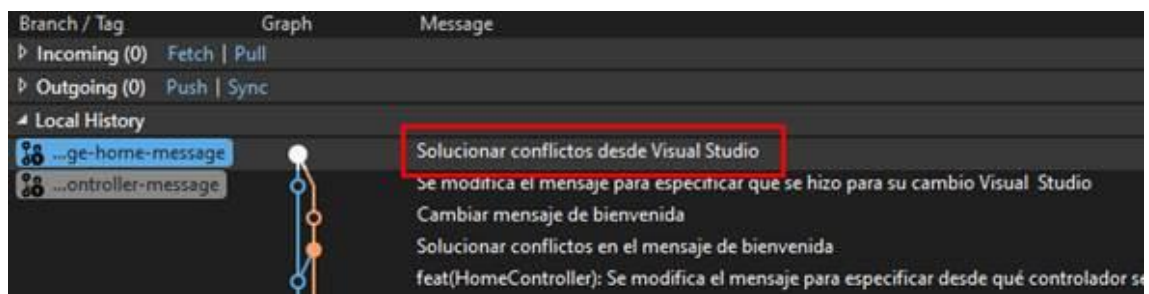 Branch / Tag Graph Message
Incoming (0) Fetch | Pull
Outgoing (0) Push | Sync
Local History
...ge-home-message Solucionar conflictos desde Visual Studio
...ontroller-message Se modifica el mensaje para especificar que se hizo para su cambio Visual Studio
Cambiar mensaje de bienvenida
Solucionar conflictos en el mensaje de bienvenida
feat(HomeController): Se modifica el mensaje para especificar desde qué controlador se